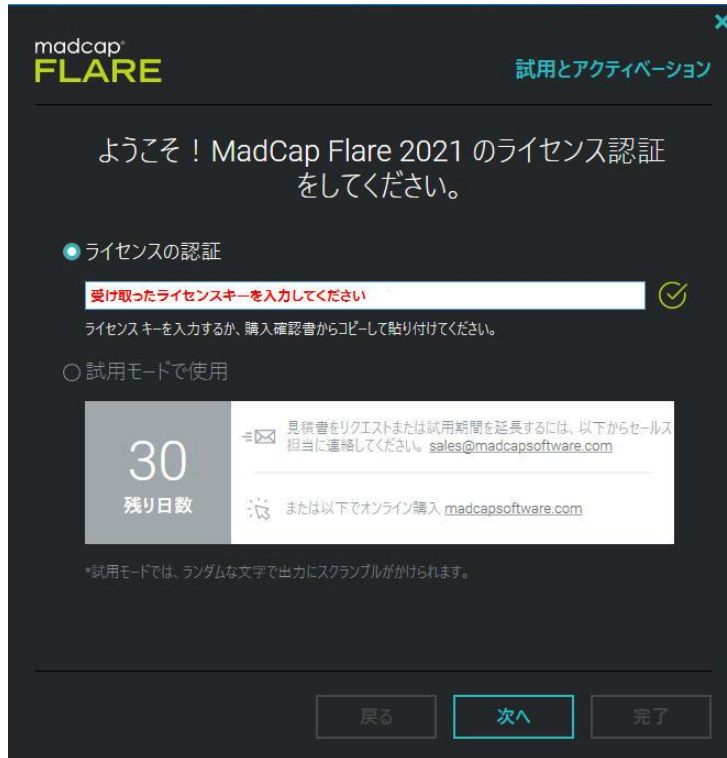 madcap
FLARE
試用とアクティベーション
ようこそ！MadCap Flare 2021 のライセンス認証
をしてください。
ライセンスの認証
受け取ったライセンスキーを入力してください
ライセンス キーを入力するか、購入確認書からコピーして貼り付けてください。
試用モードで使用
30
残り日数
見積書をリクエストまたは試用期間を延長するには、以下からセールス
担当に連絡してください。sales@madcapsoftware.com
または以下でオンライン購入 madcapsoftware.com
*試用モードでは、ランダムな文字で出力にスクランブルがかけられます。
戻る
次へ
完了